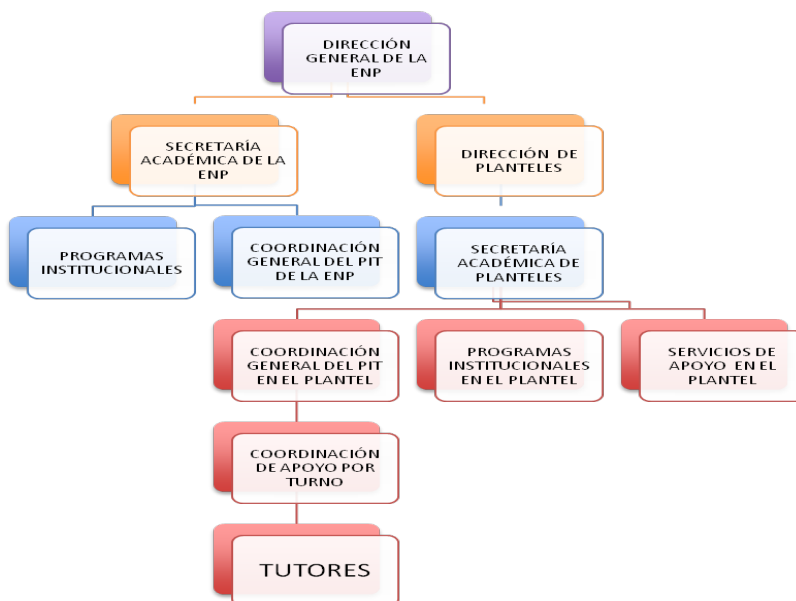 DIRECCIÓN
GENERAL DE LA
ENP
SECRETARÍA
ACADÉMICA DE LA
ENP
DIRECCIÓN DE
PLANTELES
PROGRAMAS
INSTITUCIONALES
COORDINACIÓN
GENERAL DEL PIT
DE LA ENP
SECRETARÍA
ACADÉMICA DE
PLANTELES
COORDINACIÓN
GENERAL DEL PIT
EN EL PLANTEL
PROGRAMAS
INSTITUCIONALES
EN EL PLANTEL
SERVICIOS DE
APOYO EN EL
PLANTEL
COORDINACIÓN
DE APOYO POR
TURNO
TUTORES